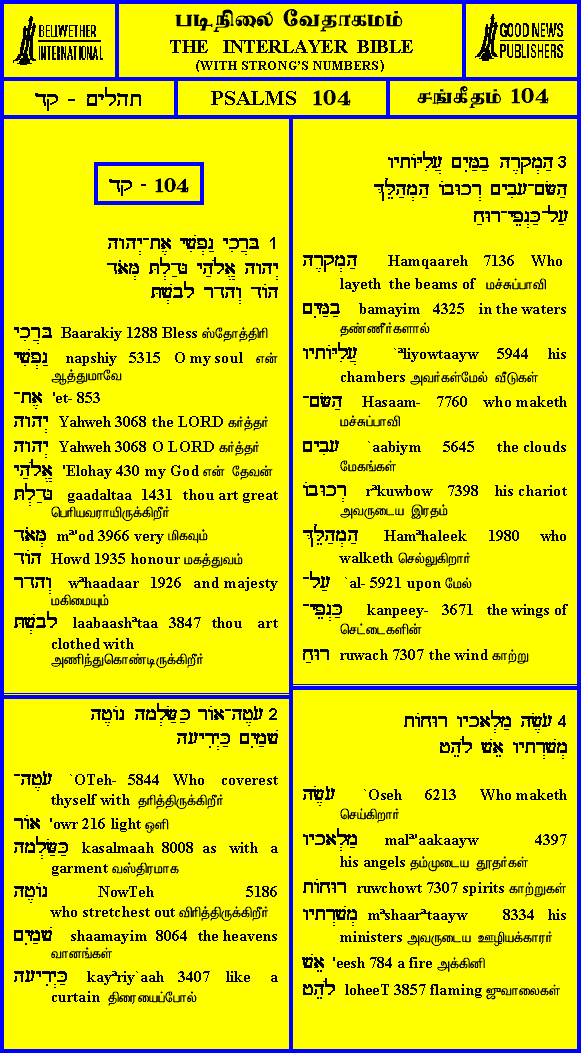 BELLWETHER
INTERNATIONAL
படிநிலை வேதாகமம்
THE INTERLAYER BIBLE
(WITH STRONG'S NUMBERS)
GOOD NEWS
PUBLISHERS
תהלים - קד
PSALMS 104
சங்கீதம் 104
קד - 104
1 בָּרֲכִי נַפְשִׁי אֶת־יְהוָה
יְהוָה אֱלֹהַי גָּדַלְתָּ מְּאֹד
הוֹד וְהָדָר לָבָשְׁתָּ
בָּרֲכִי Baarakiy 1288 Bless ஸ்தோத்திரி
נַפְשִׁי napshiy 5315 O my soul என்
ஆத்துமாவே
אֶת־ 'et- 853
יְהוָה Yahweh 3068 the LORD கர்த்தர்
יְהוָה Yahweh 3068 O LORD கர்த்தர்
אֱלֹהַי 'Elohay 430 my God என் தேவன்
גָּדַלְתָּ gaadaltaa 1431 thou art great
பெரியவராயிருக்கிறீர்
מְּאֹד mᵃ'od 3966 very மிகவும்
הוֹד Howd 1935 honour மகத்துவம்
וְהָדָר wᵃhaadaar 1926 and majesty
மகிமையும்
לָבָשְׁתָּ laabaashᵃtaa 3847 thou art
clothed with
அணிந்துகொண்டிருக்கிறீர்
2 עֹטֶה־אוֹר כַּשַּׂלְמָה נוֹטֶה
שָׁמַיִם כַּיְרִיעָה
עֹטֶה־ `OTeh- 5844 Who coverest
thyself with தரித்திருக்கிறீர்
אוֹר 'owr 216 light ஒளி
כַּשַּׂלְמָה kasalmaah 8008 as with a
garment வஸ்திரமாக
נוֹטֶה NowTeh 5186
who stretchest out விரித்திருக்கிறீர்
שָׁמַיִם shaamayim 8064 the heavens
வானங்கள்
כַּיְרִיעָה kayᵃriy`aah 3407 like a
curtain திரையைப்போல்
3 הַמְקָרֶה בַמַּיִם עֲלִיּוֹתָיו
הַשָּׂם־עָבִים רְכוּבוֹ הַמְהַלֵּךְ
עַל־כַּנְפֵי־רוּחַ
הַמְקָרֶה Hamqaareh 7136 Who
layeth the beams of மச்சுப்பாவி
בַמַּיִם bamayim 4325 in the waters
தண்ணீர்களால்
עֲלִיּוֹתָיו `ᵃliyowtaayw 5944 his
chambers அவர்கள்மேல் வீடுகள்
הַשָּׂם־ Hasaam- 7760 who maketh
மச்சுப்பாவி
עָבִים `aabiym 5645 the clouds
மேகங்கள்
רְכוּבוֹ rᵃkuwbow 7398 his chariot
அவருடைய இரதம்
הַמְהַלֵּךְ Hamᵃhaleek 1980 who
walketh செல்லுகிறார்
עַל־ `al- 5921 upon மேல்
כַּנְפֵי־ kanpeey- 3671 the wings of
செட்டைகளின்
רוּחַ ruwach 7307 the wind காற்று
4 עֹשֶׂה מַלְאָכָיו רוּחוֹת
מְשָׁרְתָיו אֵשׁ לֹהֵט
עֹשֶׂה `Oseh 6213 Who maketh
செய்கிறார்
מַלְאָכָיו malᵃ'aakaayw 4397
his angels தம்முடைய தூதர்கள்
רוּחוֹת ruwchowt 7307 spirits காற்றுகள்
מְשָׁרְתָיו mᵃshaarᵃtaayw 8334 his
ministers அவருடைய ஊழியக்காரர்
אֵשׁ 'eesh 784 a fire அக்கினி
לֹהֵט loheeT 3857 flaming ஜுவாலைகள்